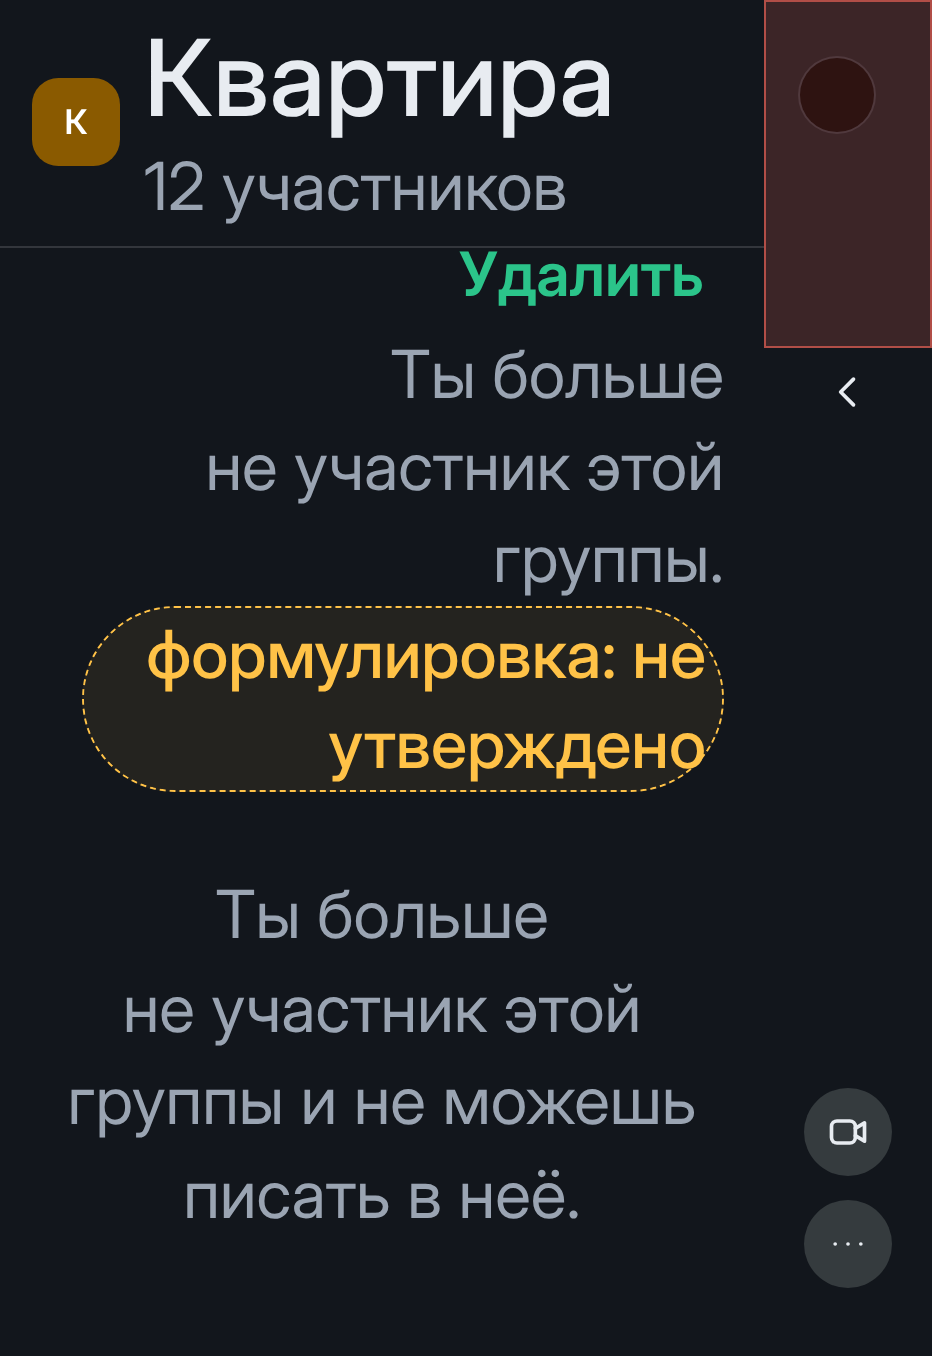 К
Квартира
12 участников
Удалить
Ты больше
не участник этой
группы.
формулировка: не
утверждено
Ты больше
не участник этой
группы и не можешь
писать в неё.